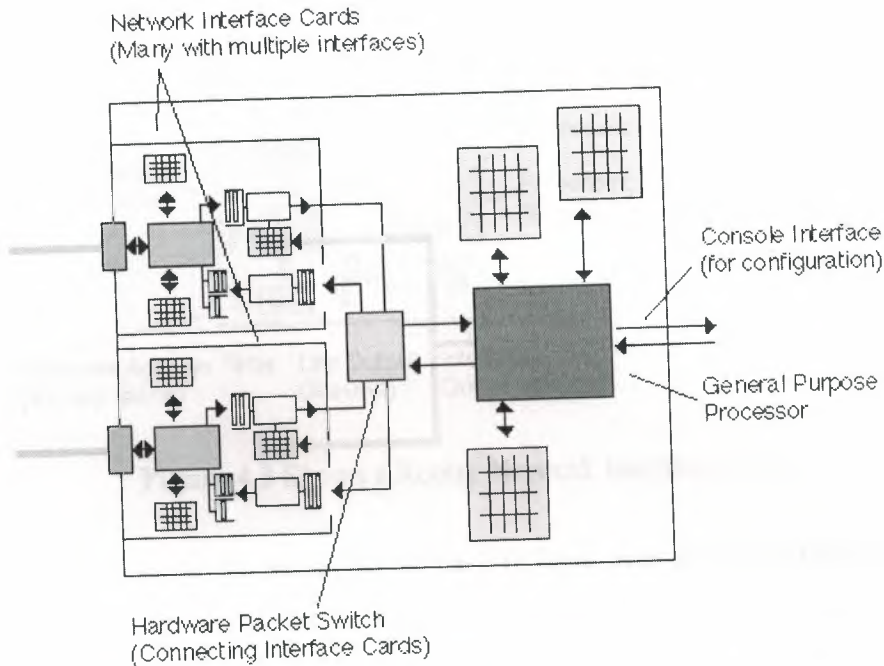 Network Interface Cards
(Many with multiple interfaces)
Console Interface
(for configuration)
General Purpose
Processor
Hardware Packet Switch
(Connecting Interface Cards)